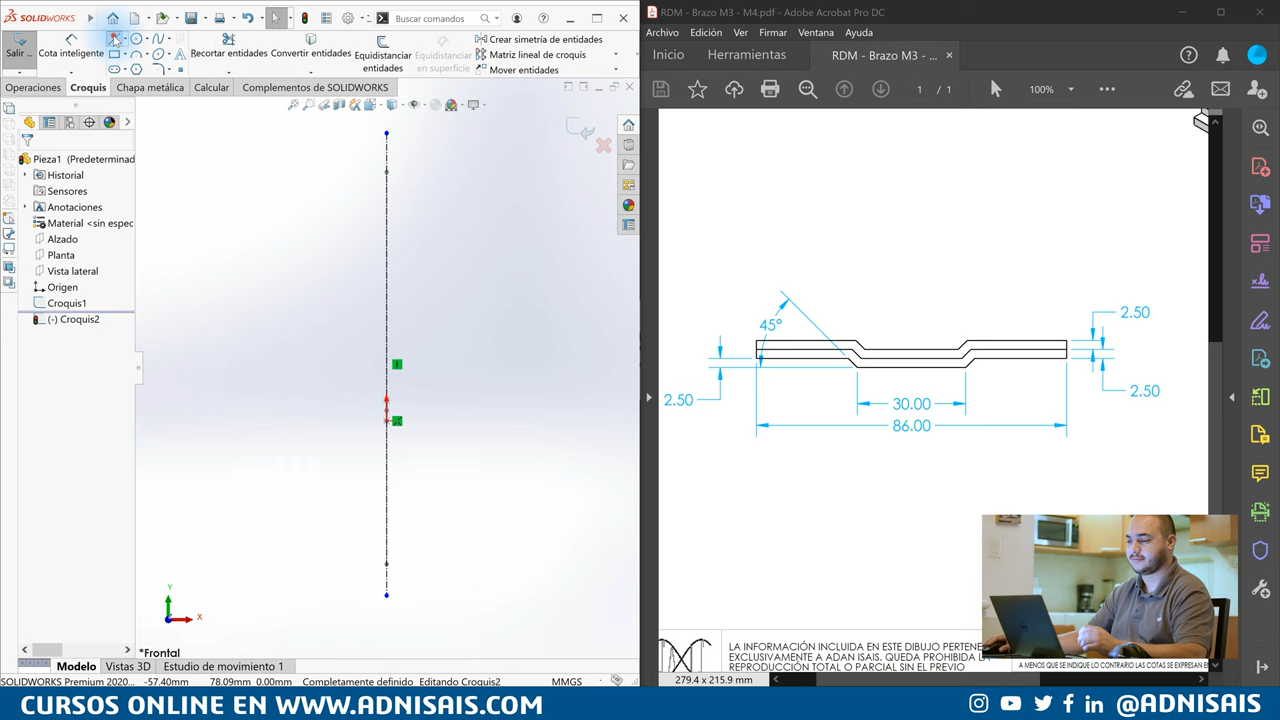 SOLIDWORKS
Buscar comandos
Salir ...
Cota inteligente
Recortar entidades
Convertir entidades
Equidistanciar entidades
Equidistanciar en superficie
Crear simetría de entidades
Matriz lineal de croquis
Mover entidades
Operaciones
Croquis
Chapa metálica
Calcular
Complementos de SOLIDWORKS
Pieza1 (Predeterminad
Historial
Sensores
Anotaciones
Material <sin espec
Alzado
Planta
Vista lateral
Origen
Croquis1
(-) Croquis2
Y
X
*Frontal
Modelo
Vistas 3D
Estudio de movimiento 1
SOLIDWORKS Premium 2020...
-57.40mm
78.09mm
0.00mm
Completamente definido
Editando Croquis2
MMGS
RDM - Brazo M3 - M4.pdf - Adobe Acrobat Pro DC
Archivo
Edición
Ver
Firmar
Ventana
Ayuda
Inicio
Herramientas
RDM - Brazo M3 - ...
1 / 1
100%
45°
2.50
2.50
2.50
30.00
86.00
LA INFORMACIÓN INCLUIDA EN ESTE DIBUJO PERTENE
EXCLUSIVAMENTE A ADAN ISAIS. QUEDA PROHIBIDA
REPRODUCCIÓN TOTAL O PARCIAL SIN EL PREVIO
A MENOS QUE SE INDIQUE LO CONTRARIO LAS COTAS SE EXPRESAN E
279.4 x 215.9 mm
CURSOS ONLINE EN WWW.ADNISAIS.COM
@ADNISAIS